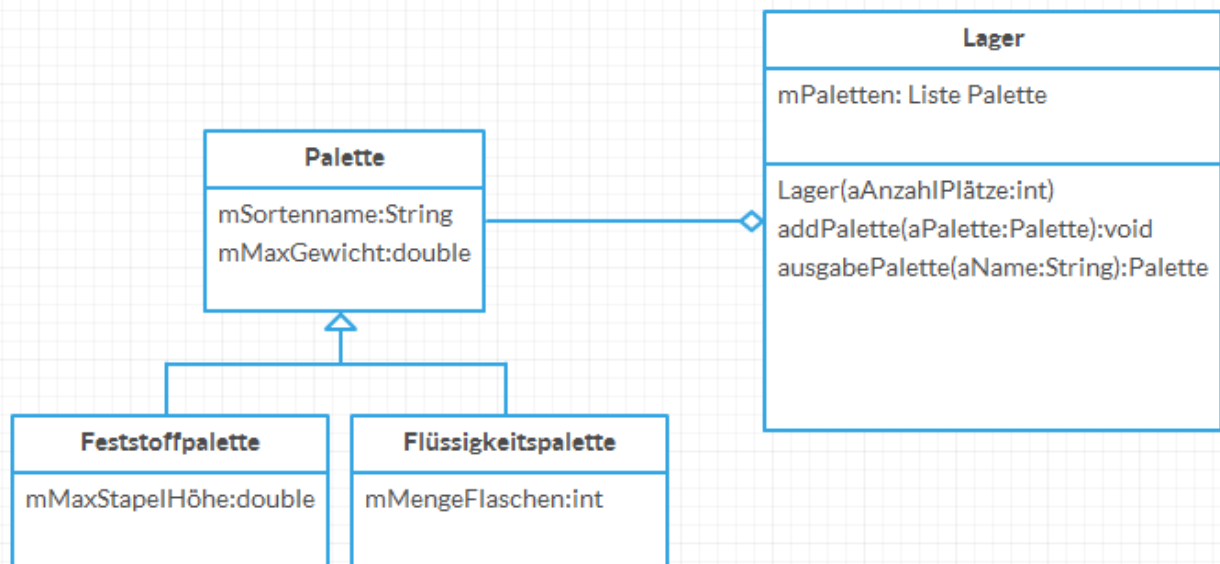 Lager
mPaletten: Liste Palette
Lager(aAnzahlPlätze:int)
addPalette(aPalette:Palette):void
ausgabePalette(aName:String):Palette
Palette
mSortenname:String
mMaxGewicht:double
Feststoffpalette
mMaxStapelHöhe:double
Flüssigkeitspalette
mMengeFlaschen:int